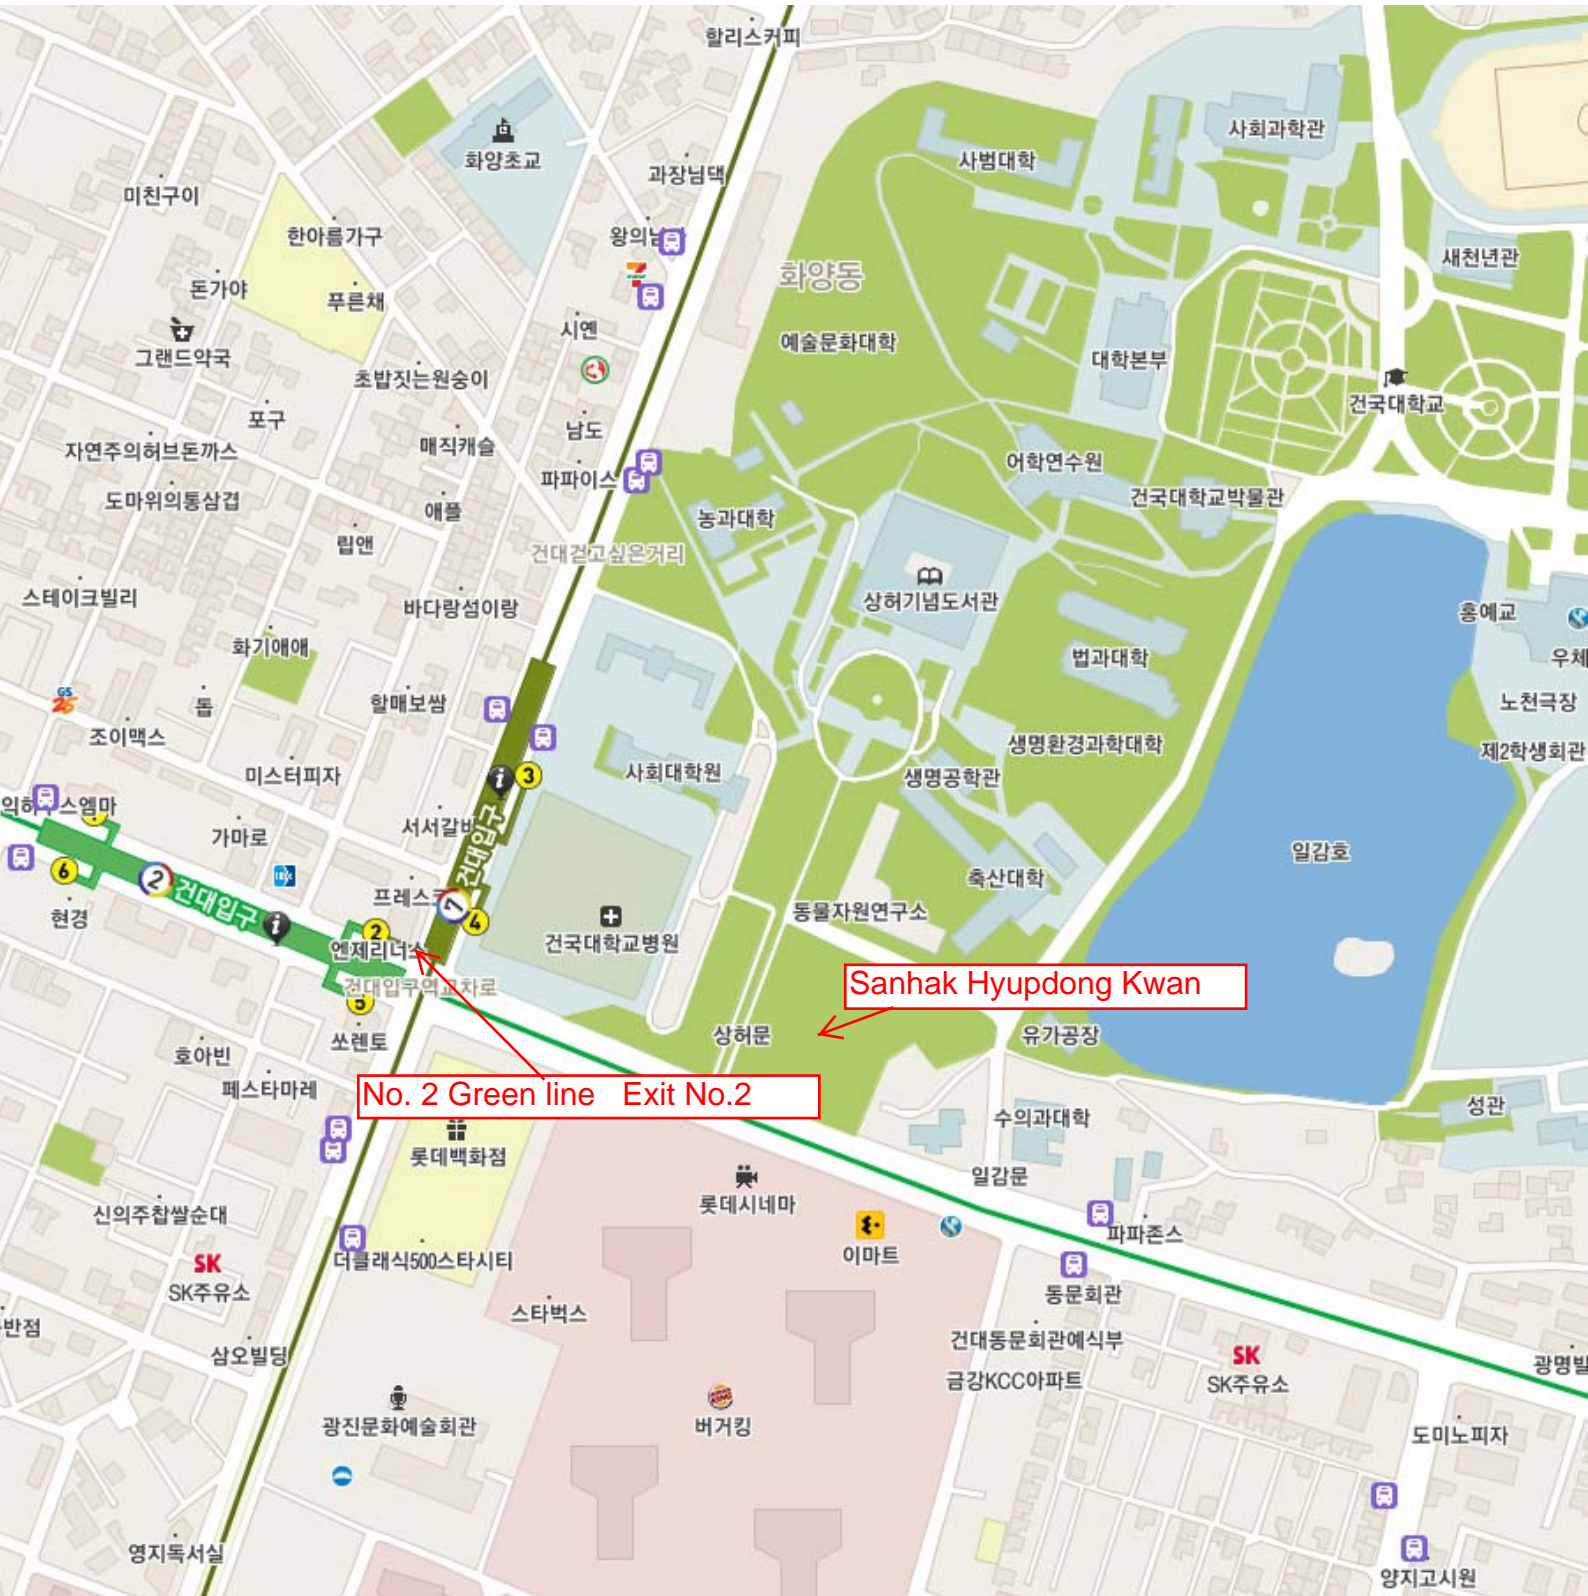 할리스커피
사회과학관
화양초교
사범대학
과장님댁
미친구이
한아름가구
새천년관
화양동
돈가야
푸른채
시엔
예술문화대학
그랜드약국
대학본부
초밥짓는원숭이
건국대학교
포구
남도
매직캐슬
자연주의허브돈까스
어학연수원
파파이스
건국대학교박물관
도마위의통삼겹
애플
농과대학
립앤
건대걷고싶은거리
스테이크빌리
상허기념도서관
바다랑섬이랑
홍예교
화기애애
법과대학
GS
25
돕
할매보쌈
노천극장
조이맥스
생명환경과학대학
제2학생회관
미스터피자
사회대학원
생명공학관
3
서서갈비
건대입구
가마로
일감호
6
2
건대입구
IBK
프레스코
축산대학
7
4
현경
동물자원연구소
2
엔제리너스
건국대학교병원
건대입구역교차로
5
Sanhak Hyupdong Kwan
쏘렌토
상허문
유가공장
호아빈
페스타마레
No. 2 Green line Exit No.2
성관
수의과대학
롯데백화점
일감문
신의주찹쌀순대
롯데시네마
파파존스
이마트
더클래식500스타시티
SK
SK주유소
동문회관
스타벅스
건대동문회관예식부
삼오빌딩
SK
SK주유소
금강KCC아파트
BURGER
KING
버거킹
광진문화예술회관
도미노피자
영지독서실
양지고시원